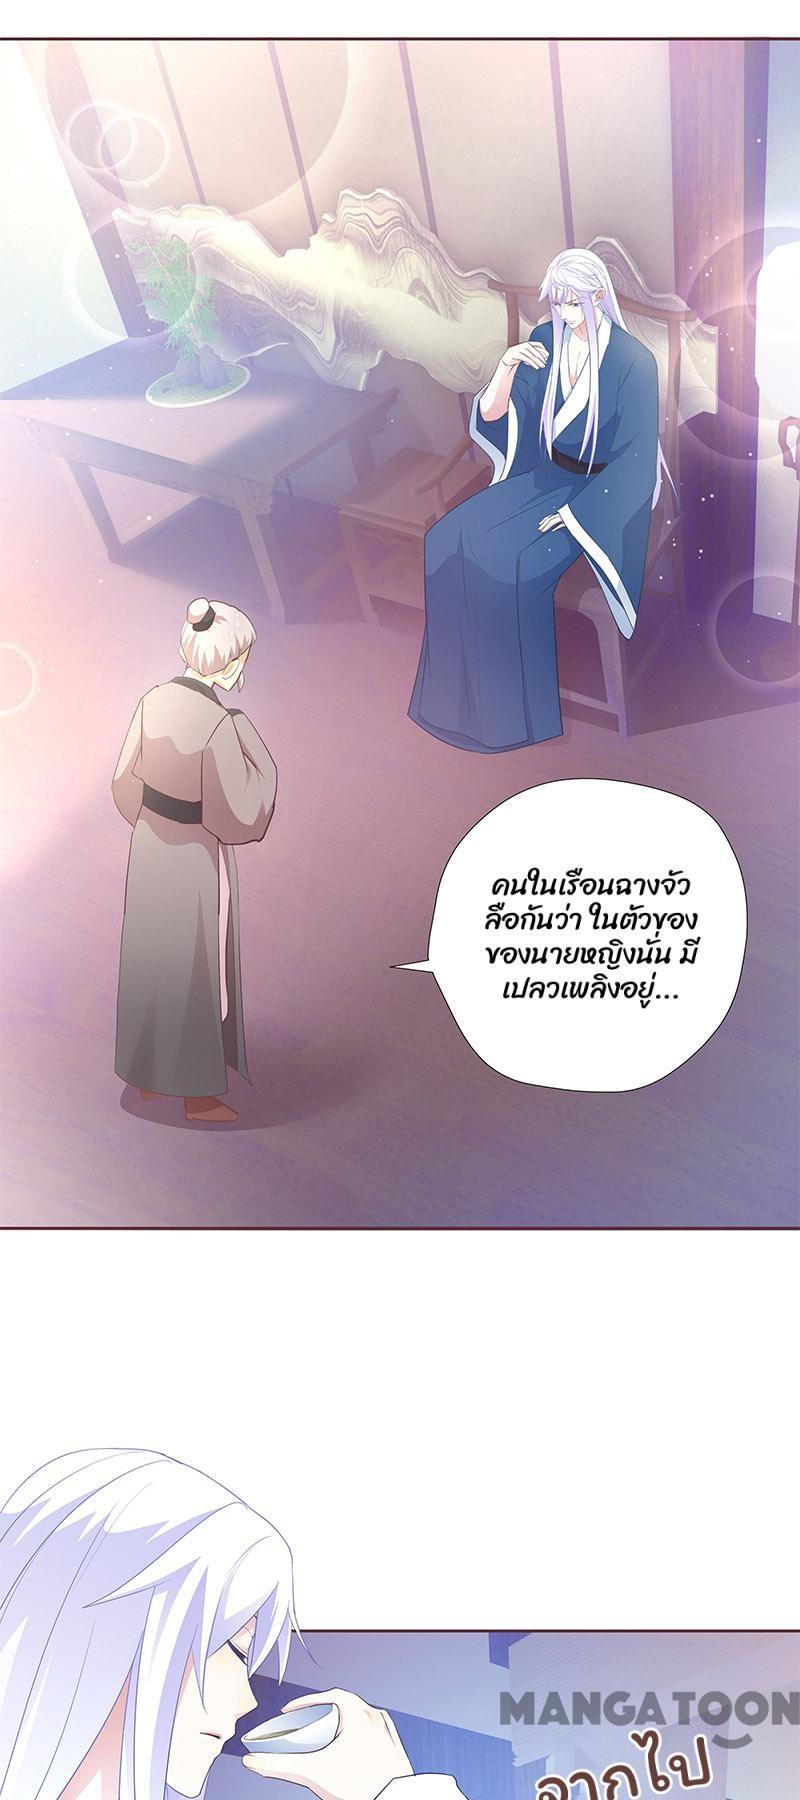 คนในเรือนฉางจัว
ลือกันว่า ในตัวของ
ของนายหญิงนั่น มี
เปลวเพลิงอยู่...
MANGATOON
จากไป